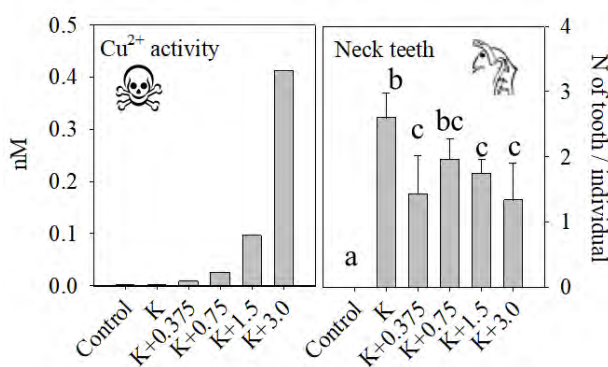 0.5
0.4
0.3
0.2
0.1
0.0
nM
Cu²⁺ activity
Control
K
K+0.375
K+0.75
K+1.5
K+3.0
Neck teeth
a
b
c
bc
c
c
Control
K
K+0.375
K+0.75
K+1.5
K+3.0
4
3
2
1
0
N of tooth / individual